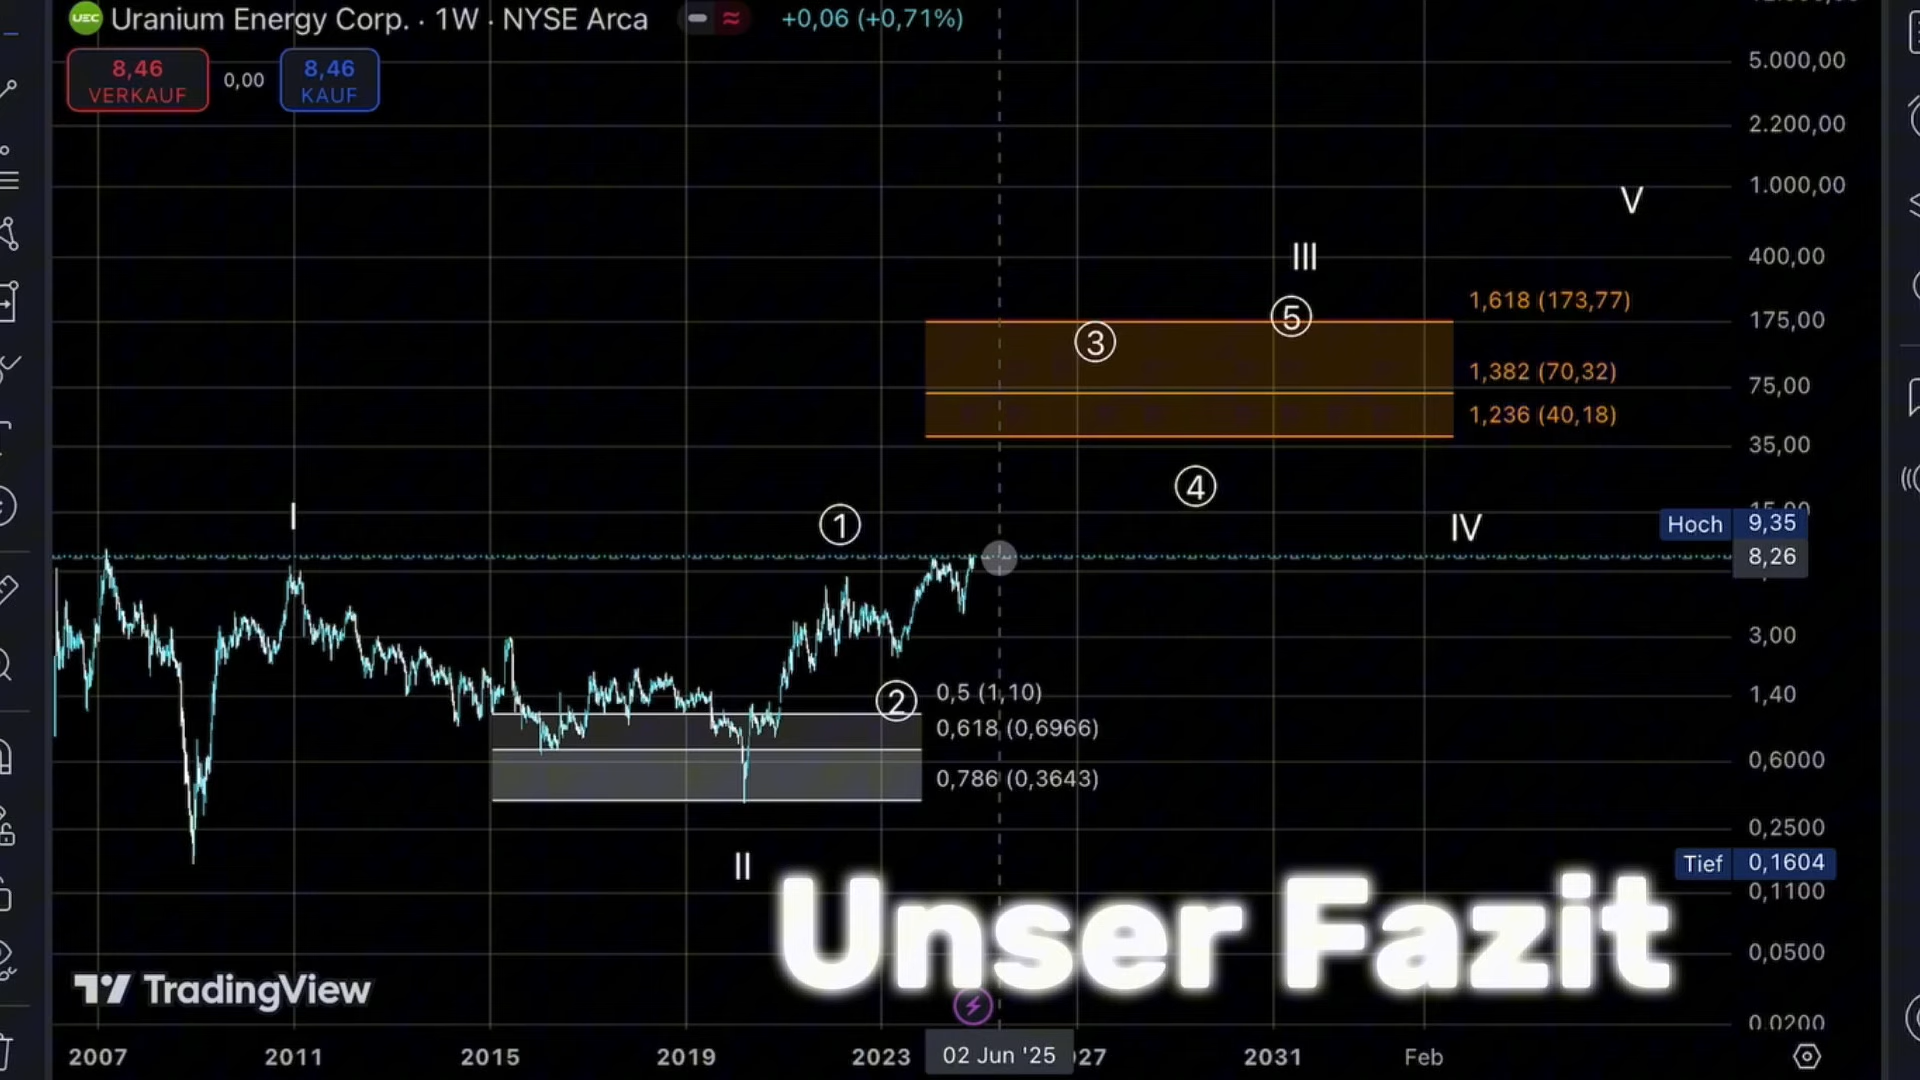 UEC Uranium Energy Corp. · 1W · NYSE Arca +0,06 (+0,71%)
8,46
VERKAUF
0,00
8,46
KAUF
5.000,00
2.200,00
1.000,00
V
III
400,00
1,618 (173,77)
5
175,00
3
1,382 (70,32)
75,00
1,236 (40,18)
35,00
4
I
1
IV
15,00
Hoch 9,35
8,26
3,00
2
0,5 (1,10)
1,40
0,618 (0,6966)
0,6000
0,786 (0,3643)
0,2500
II
Tief 0,1604
0,1100
Unser Fazit
0,0500
TradingView
0,0200
2007 2011 2015 2019 2023 02 Jun '25 27 2031 Feb